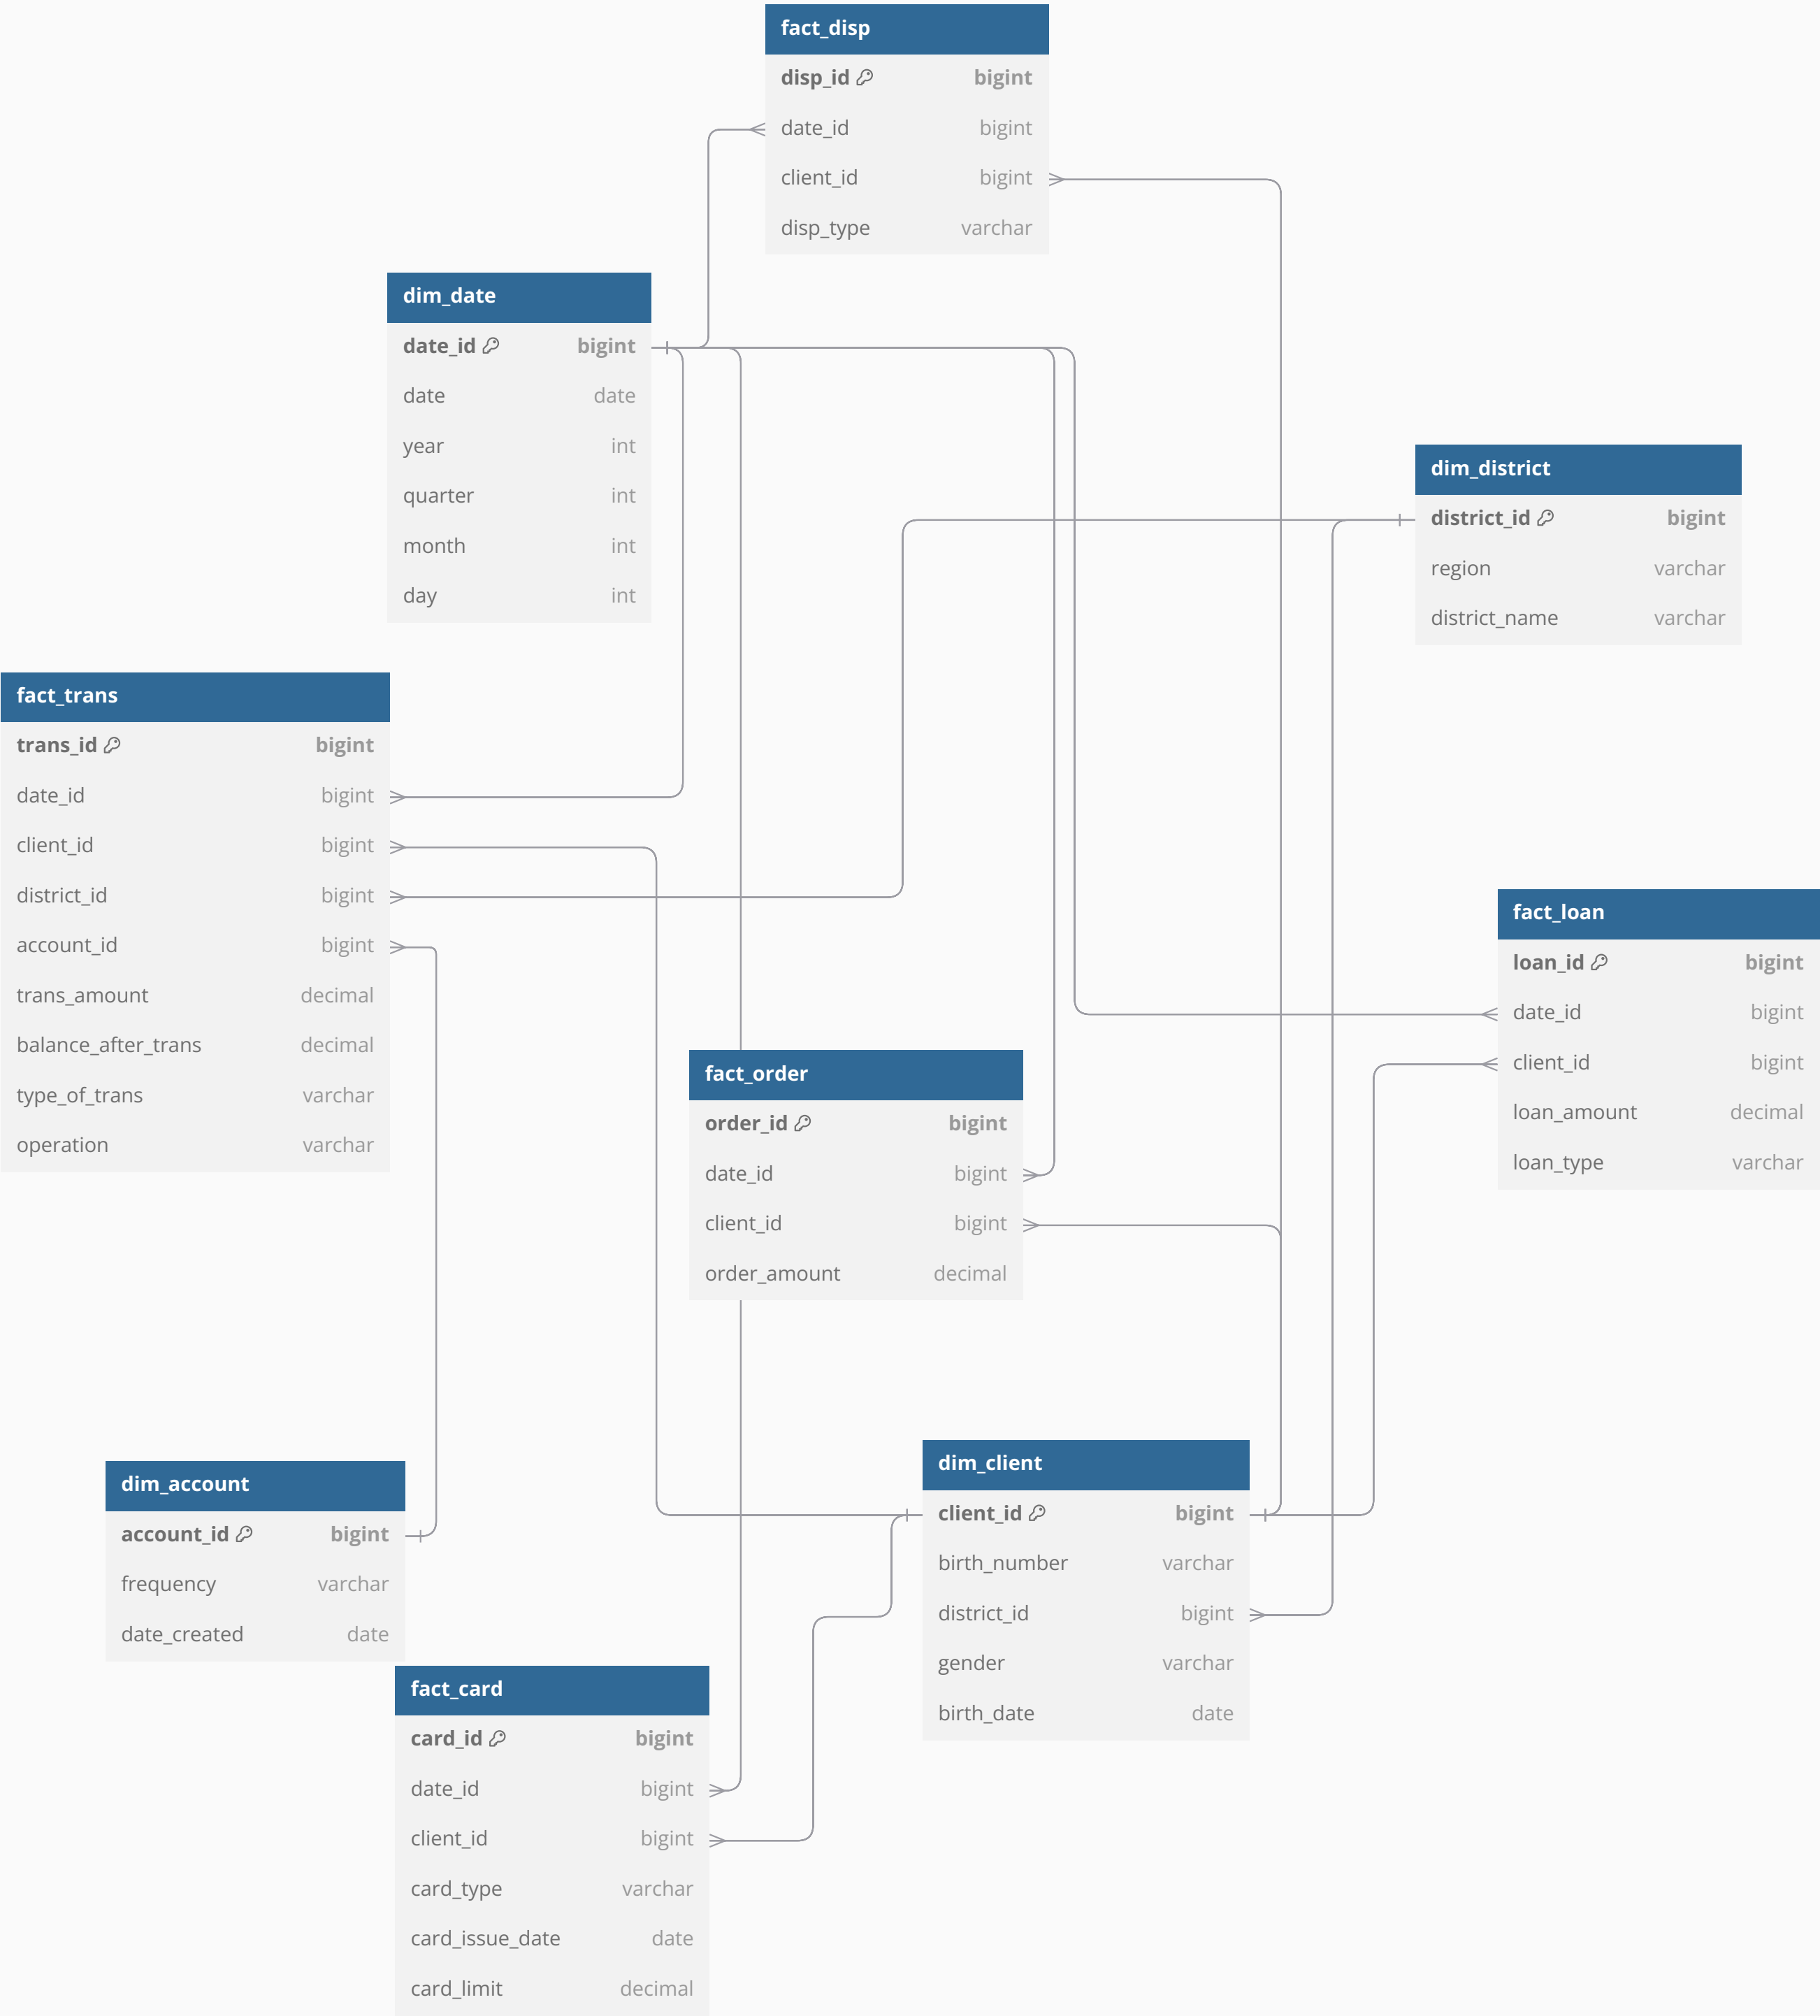 fact_disp
disp_id bigint
date_id bigint
client_id bigint
disp_type varchar
dim_date
date_id bigint
date date
year int
quarter int
month int
day int
dim_district
district_id bigint
region varchar
district_name varchar
fact_trans
trans_id bigint
date_id bigint
client_id bigint
district_id bigint
account_id bigint
trans_amount decimal
balance_after_trans decimal
type_of_trans varchar
operation varchar
fact_loan
loan_id bigint
date_id bigint
client_id bigint
loan_amount decimal
loan_type varchar
fact_order
order_id bigint
date_id bigint
client_id bigint
order_amount decimal
dim_account
account_id bigint
frequency varchar
date_created date
dim_client
client_id bigint
birth_number varchar
district_id bigint
gender varchar
birth_date date
fact_card
card_id bigint
date_id bigint
client_id bigint
card_type varchar
card_issue_date date
card_limit decimal